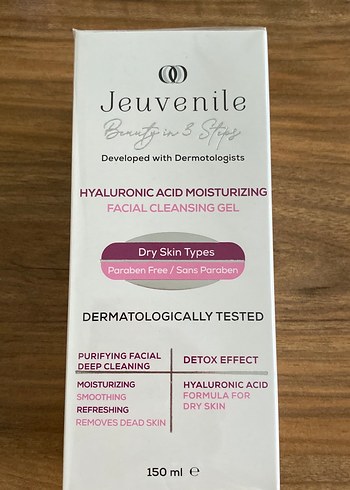 Jeuvenile
Beauty in 3 Steps
Developed with Dermatologists
HYALURONIC ACID MOISTURIZING
FACIAL CLEANSING GEL
Dry Skin Types
Paraben Free / Sans Paraben
DERMATOLOGICALLY TESTED
PURIFYING FACIAL
DEEP CLEANING
MOISTURIZING
SMOOTHING
REFRESHING
REMOVES DEAD SKIN
DETOX EFFECT
HYALURONIC ACID
FORMULA FOR
DRY SKIN
150 ml ℮